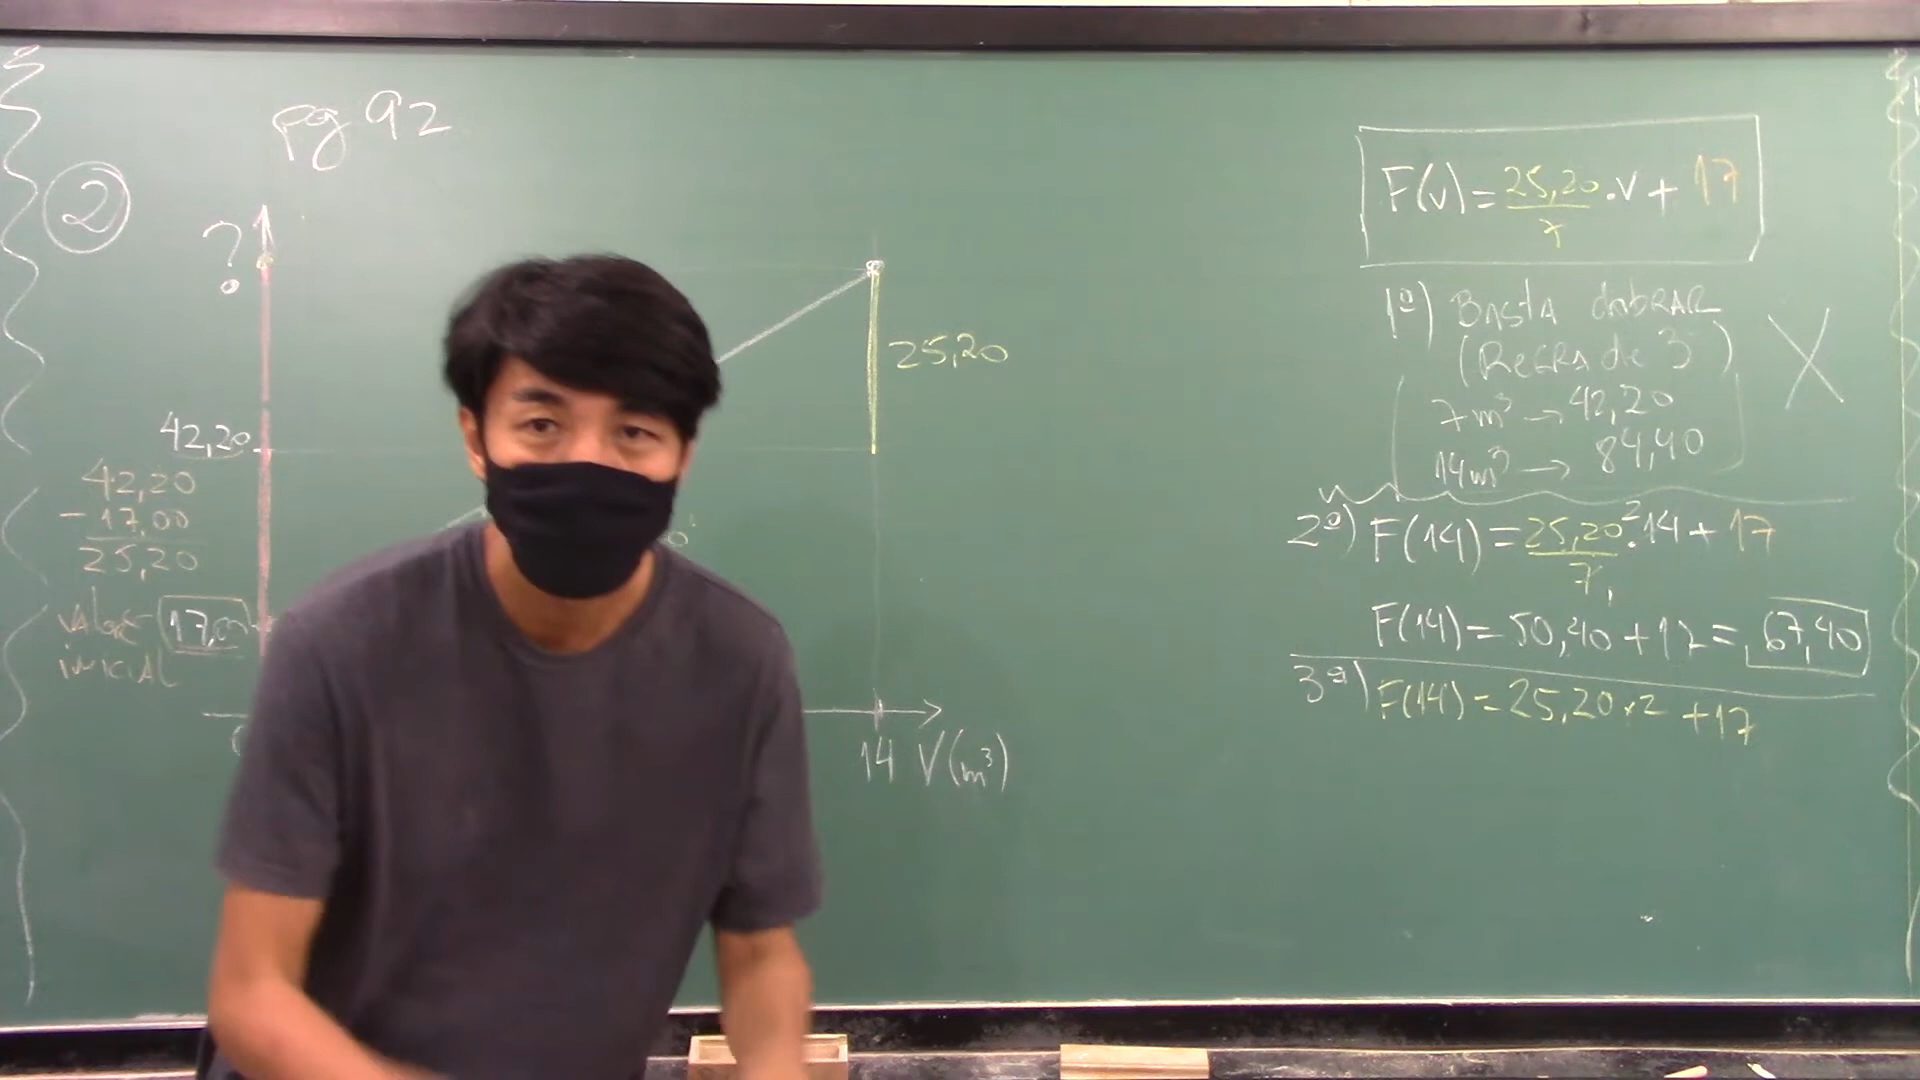 pg 92
2
?
42,20
42,20
- 17,00
25,20
valor 17,0
inicial
25,20
14 V(m³)
F(v) = 25,20/7 . v + 17
1º) Basta dobrar
(Regra de 3)
7m³ → 42,20
14m³ → 84,40
X
2º) F(14) = 25,20/7 . 14 + 17
F(14) = 50,40 + 17 = 67,40
3º) F(14) = 25,20 x 2 + 17